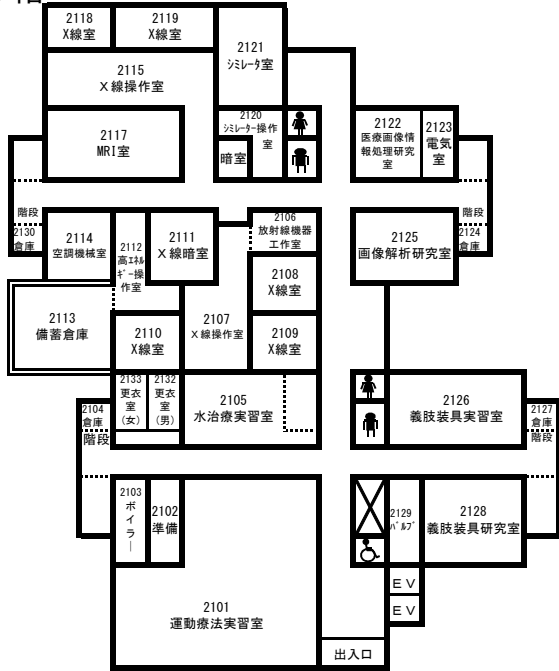 階
2118
X線室
2119
X線室
2121
シミレータ室
2115
X線操作室
2120
シミレーター操作
室
暗室
2117
MRI室
2122
医療画像情
報処理研究
室
2123
電気
室
階段
2130
倉庫
2114
空調機械室
2112
高エネル
ギー操
作室
2111
X線暗室
2106
放射線機器
工作室
2125
画像解析研究室
階段
2124
倉庫
2108
X線室
2113
備蓄倉庫
2110
X線室
2107
X線操作室
2109
X線室
2133
更衣
室
(女)
2132
更衣
室
(男)
2105
水治療実習室
2126
義肢装具実習室
2104
倉庫
階段
2127
倉庫
階段
2103
ボ
イ
ラ
ー
2102
準備
2129
バルブ
2128
義肢装具研究室
EV
EV
2101
運動療法実習室
出入口